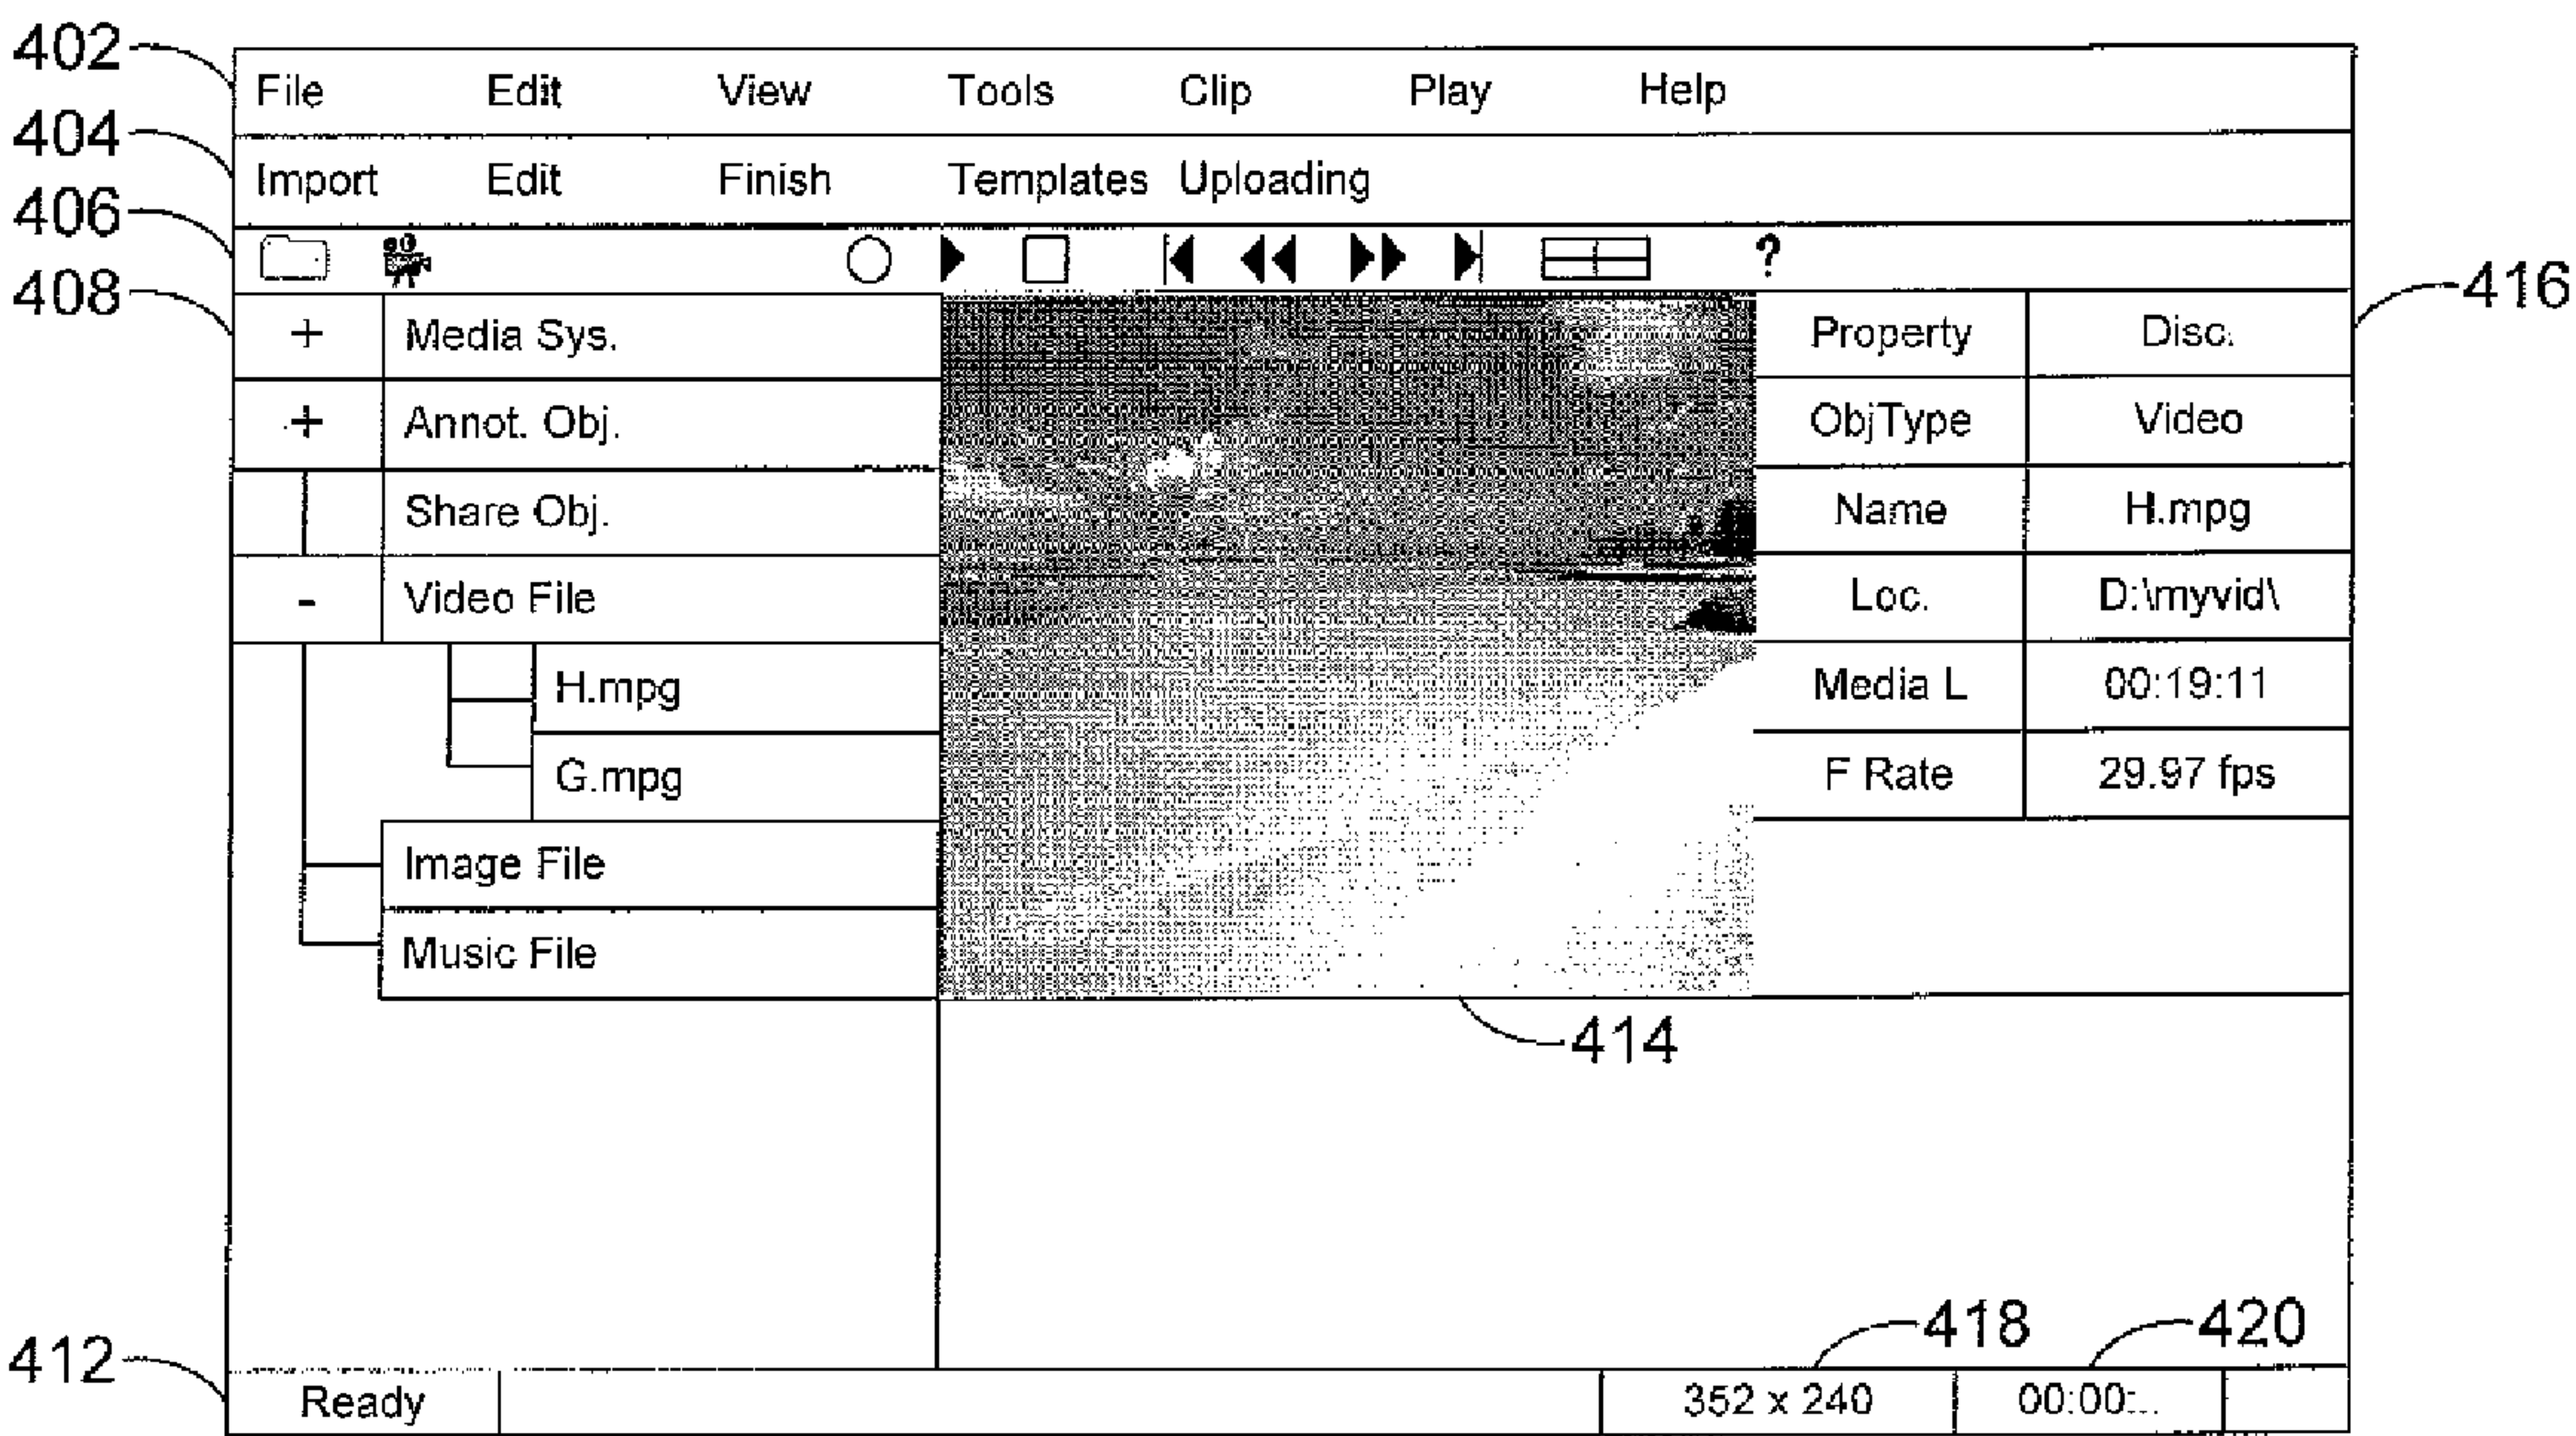 402
File Edit View Tools Clip Play Help
404
Import Edit Finish Templates Uploading
406
?
408
416
+ Media Sys.
Property Disc.
+ Annot. Obj.
ObjType Video
Share Obj.
Name H.mpg
- Video File
Loc. D:\myvid\
H.mpg
Media L 00:19:11
G.mpg
F Rate 29.97 fps
Image File
Music File
414
418
420
412
Ready
352 x 240
00:00:...